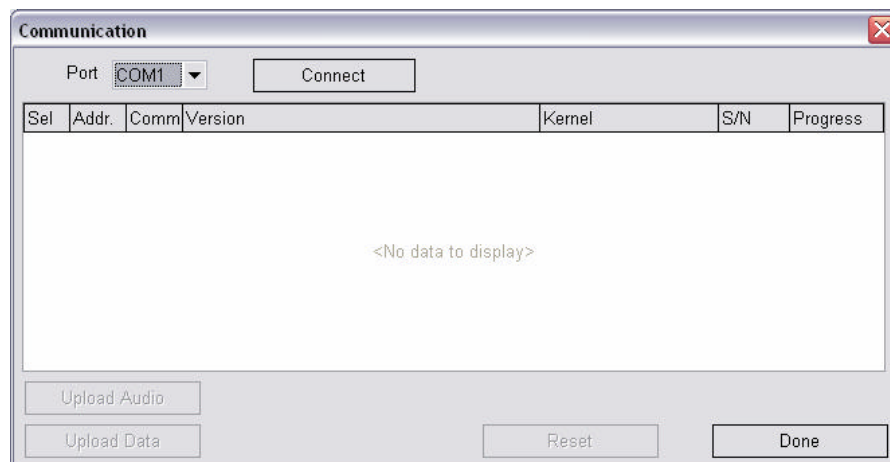 Communication
Port COM1 Connect
Sel Addr. Comm Version Kernel S/N Progress
<No data to display>
Upload Audio
Upload Data Reset Done